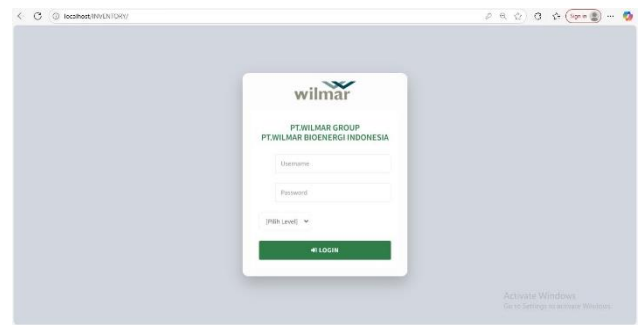 localhost/INVENTORY/
Sign in
wilmar
PT.WILMAR GROUP
PT.WILMAR BIOENERGI INDONESIA
Username
Password
[Pilih Level]
LOGIN
Activate Windows
Go to Settings to activate Windows.